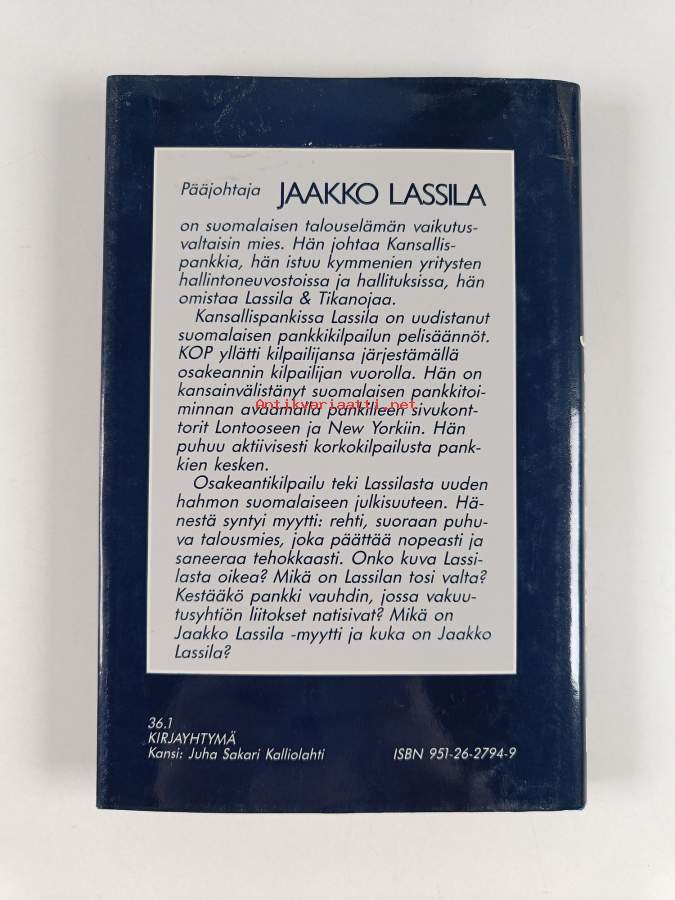 Pääjohtaja JAAKKO LASSILA
on suomalaisen talouselämän vaikutus-
valtaisin mies. Hän johtaa Kansallis-
pankkia, hän istuu kymmenien yritysten
hallintoneuvostoissa ja hallituksissa, hän
omistaa Lassila & Tikanojaa.
Kansallispankissa Lassila on uudistanut
suomalaisen pankkikilpailun pelisäännöt.
KOP yllätti kilpailijansa järjestämällä
osakeannin kilpailijan vuorolla. Hän on
kansainvälistänyt suomalaisen pankkitoi-
minnan avaamalla pankilleen sivukont-
Antikvariaatti.net
torit Lontooseen ja New Yorkiin. Hän
puhuu aktiivisesti korkokilpailusta pank-
kien kesken.
Osakeantikilpailu teki Lassilasta uuden
hahmon suomalaiseen julkisuuteen. Hä-
nestä syntyi myytti: rehti, suoraan puhu-
va talousmies, joka päättää nopeasti ja
saneeraa tehokkaasti. Onko kuva Lassi-
lasta oikea? Mikä on Lassilan tosi valta?
Kestääkö pankki vauhdin, jossa vakuu-
tusyhtiön liitokset natisivat? Mikä on
Jaakko Lassila -myytti ja kuka on Jaakko
Lassila?
36.1
KIRJAYHTYMÄ
Kansi: Juha Sakari Kalliolahti ISBN 951-26-2794-9